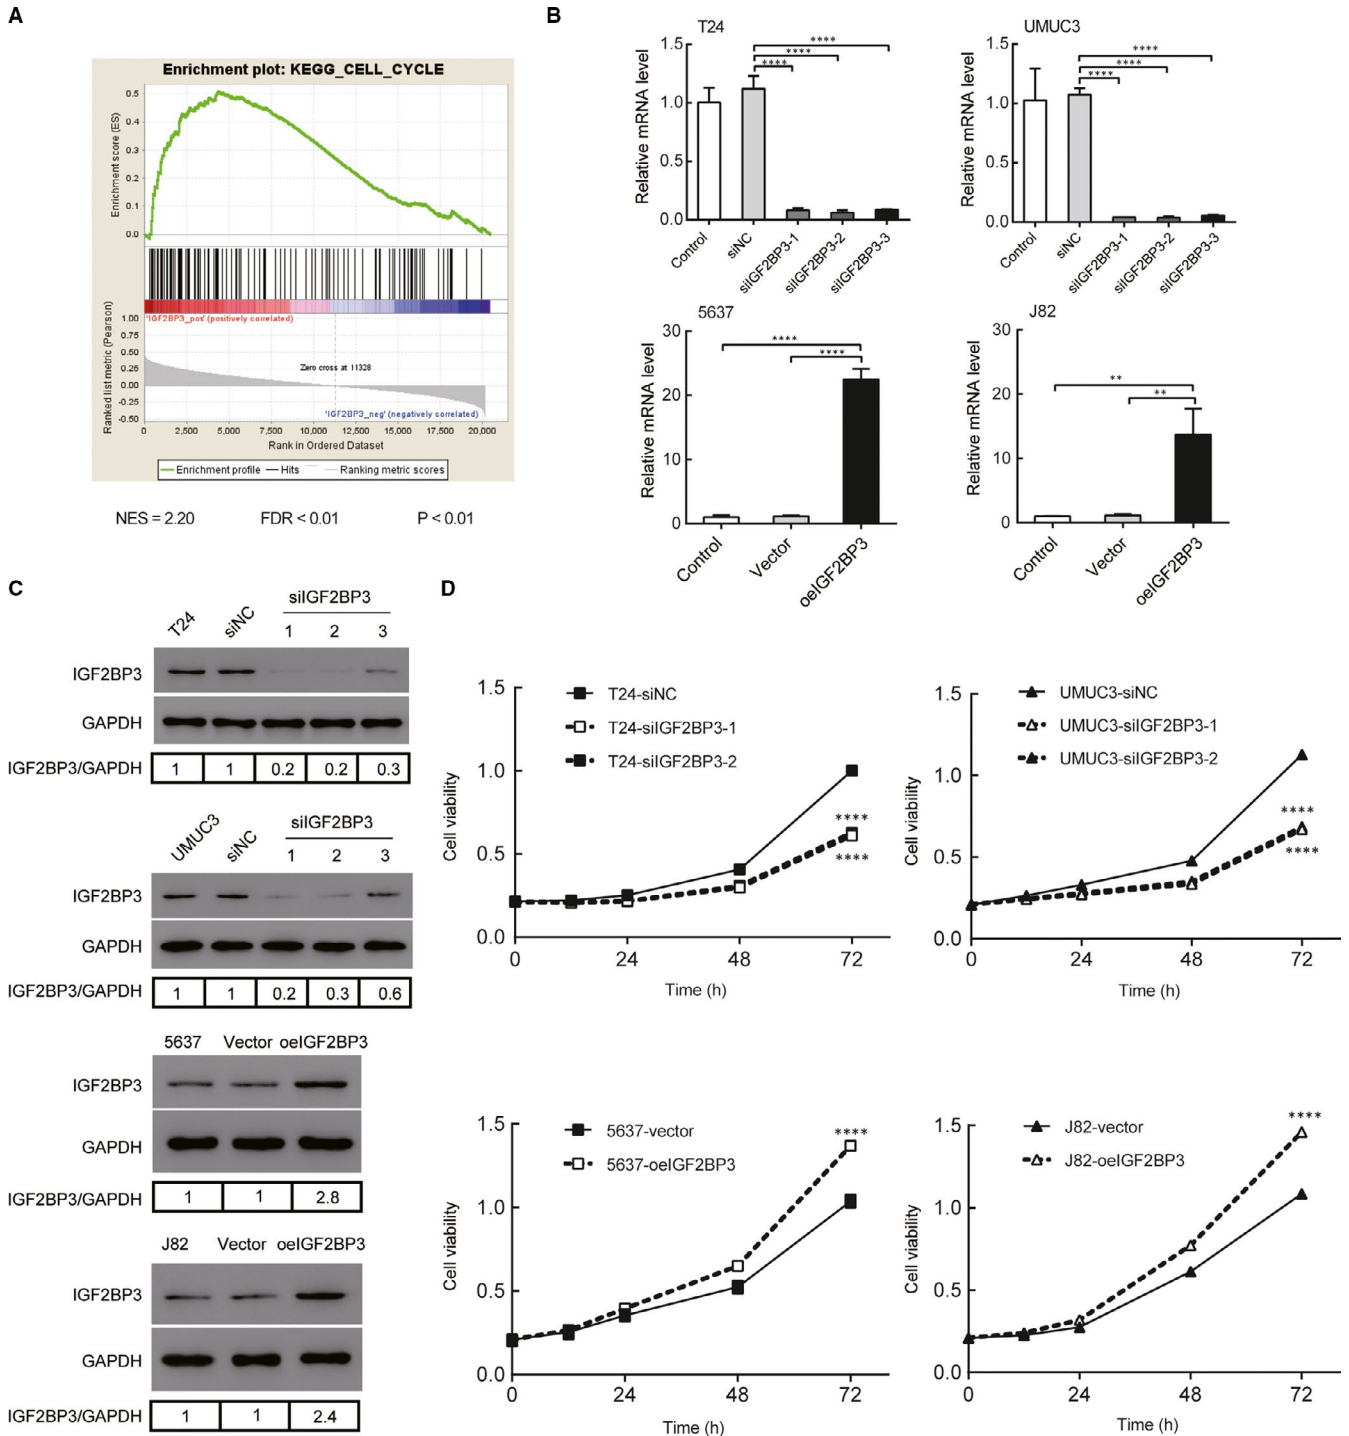 A
Enrichment plot: KEGG_CELL_CYCLE
Enrichment score (ES)
0.5
0.4
0.3
0.2
0.1
0.0
'IGF2BP3_pos' (positively correlated)
Ranked list metric (Pearson)
1.00
0.75
0.50
0.25
0.00
-0.25
-0.50
Zero cross at 11328
'IGF2BP3_neg' (negatively correlated)
0 2,500 5,000 7,500 10,000 12,500 15,000 17,500 20,000
Rank in Ordered Dataset
Enrichment profile Hits Ranking metric scores
NES = 2.20 FDR < 0.01 P < 0.01
B
T24
Relative mRNA level
1.5
1.0
0.5
0.0
****
****
****
Control siNC siIGF2BP3-1 siIGF2BP3-2 siIGF2BP3-3
UMUC3
Relative mRNA level
1.5
1.0
0.5
0.0
****
****
****
Control siNC siIGF2BP3-1 siIGF2BP3-2 siIGF2BP3-3
5637
Relative mRNA level
30
20
10
0
****
****
Control Vector oeIGF2BP3
J82
Relative mRNA level
30
20
10
0
**
**
Control Vector oeIGF2BP3
C
siIGF2BP3
T24 siNC 1 2 3
IGF2BP3
GAPDH
IGF2BP3/GAPDH 1 1 0.2 0.2 0.3
siIGF2BP3
UMUC3 siNC 1 2 3
IGF2BP3
GAPDH
IGF2BP3/GAPDH 1 1 0.2 0.3 0.6
5637 Vector oeIGF2BP3
IGF2BP3
GAPDH
IGF2BP3/GAPDH 1 1 2.8
J82 Vector oeIGF2BP3
IGF2BP3
GAPDH
IGF2BP3/GAPDH 1 1 2.4
D
Cell viability
1.5
1.0
0.5
0.0
T24-siNC
T24-siIGF2BP3-1
T24-siIGF2BP3-2
****
****
0 24 48 72
Time (h)
Cell viability
1.5
1.0
0.5
0.0
UMUC3-siNC
UMUC3-siIGF2BP3-1
UMUC3-siIGF2BP3-2
****
****
0 24 48 72
Time (h)
Cell viability
1.5
1.0
0.5
0.0
5637-vector
5637-oeIGF2BP3
****
0 24 48 72
Time (h)
Cell viability
1.5
1.0
0.5
0.0
J82-vector
J82-oeIGF2BP3
****
0 24 48 72
Time (h)